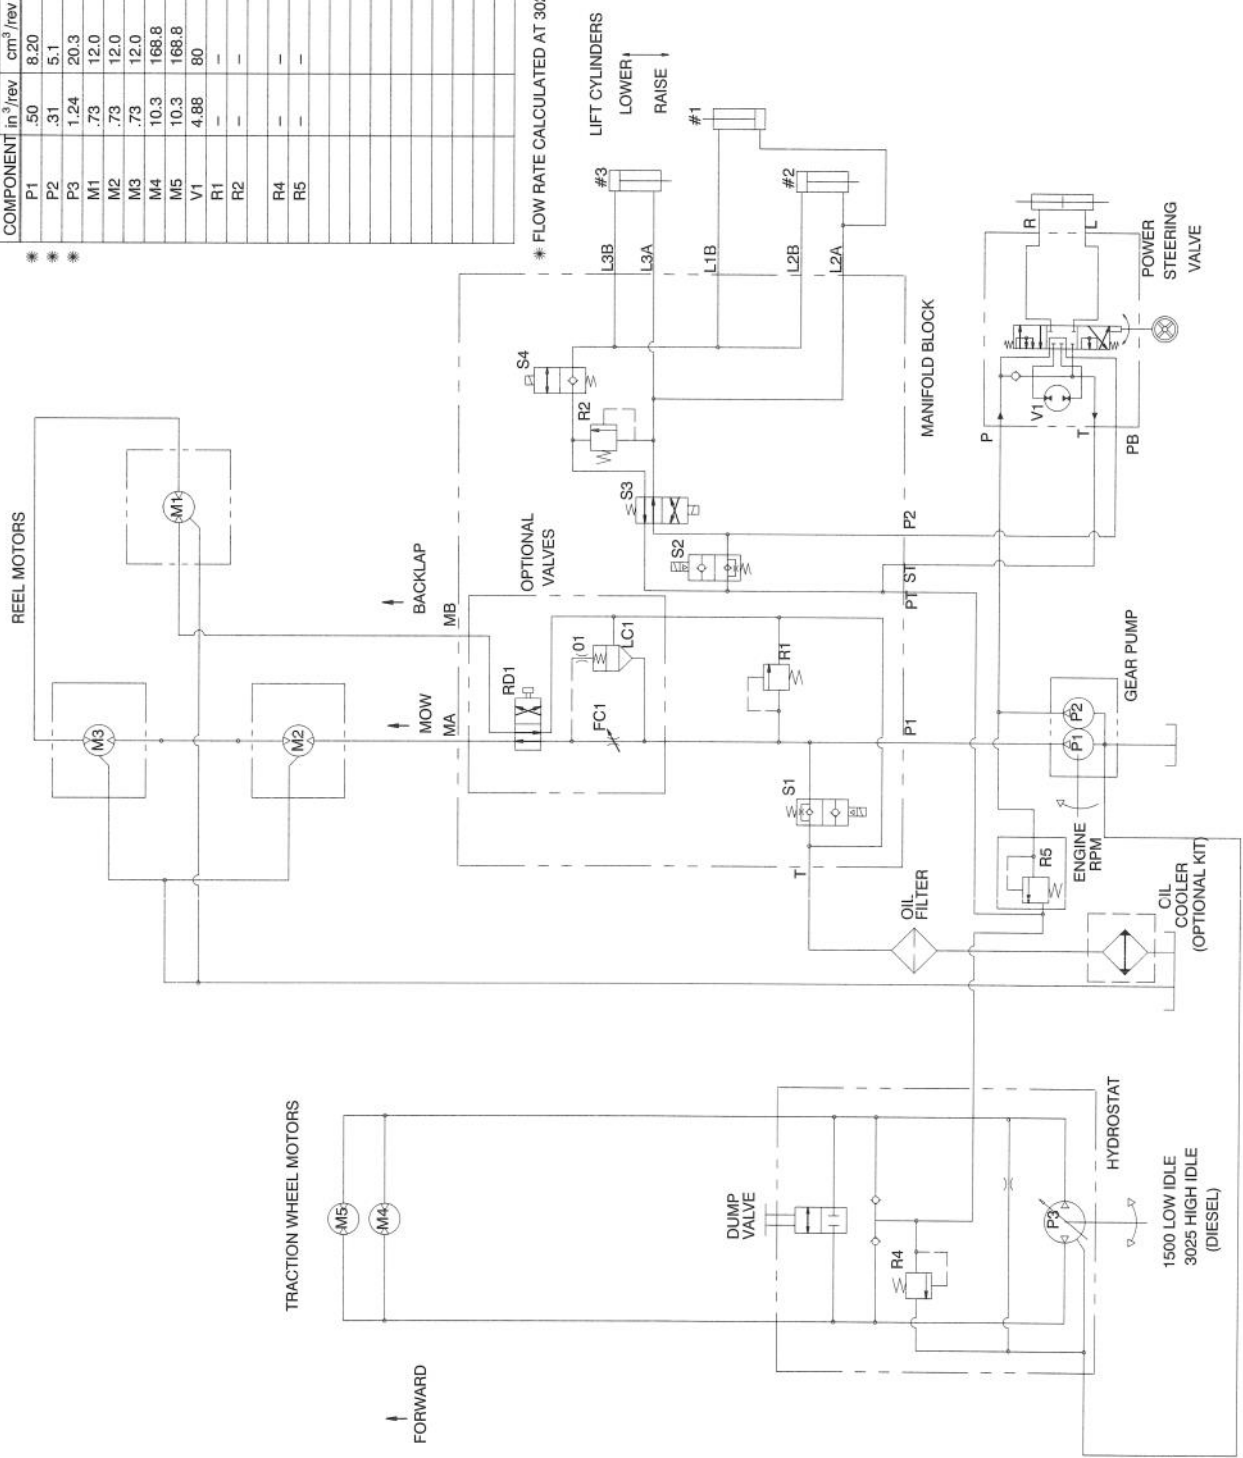 COMPONENT in³/rev cm³/rev
* P1 .50 8.20
* P2 .31 5.1
* P3 1.24 20.3
M1 .73 12.0
M2 .73 12.0
M3 .73 12.0
M4 10.3 168.8
M5 10.3 168.8
V1 4.88 80
R1 – –
R2 – –
R4 – –
R5 – –
* FLOW RATE CALCULATED AT
LIFT CYLINDERS
LOWER
RAISE
#1
#3
#2
L3B
L3A
L1B
L2B
L2A
R
L
POWER
STEERING
VALVE
MANIFOLD BLOCK
S4
R2
S3
S2
P
V1
T
PB
P2
ST
PT
REEL MOTORS
M1
M3
M2
BACKLAP
MB
MOW
MA
OPTIONAL
VALVES
RD1
01
LC1
FC1
R1
P1
S1
T
GEAR PUMP
P2
P1
ENGINE
RPM
R5
OIL
FILTER
OIL
COOLER
(OPTIONAL KIT)
TRACTION WHEEL MOTORS
M5
M4
DUMP
VALVE
R4
P3
HYDROSTAT
1500 LOW IDLE
3025 HIGH IDLE
(DIESEL)
FORWARD